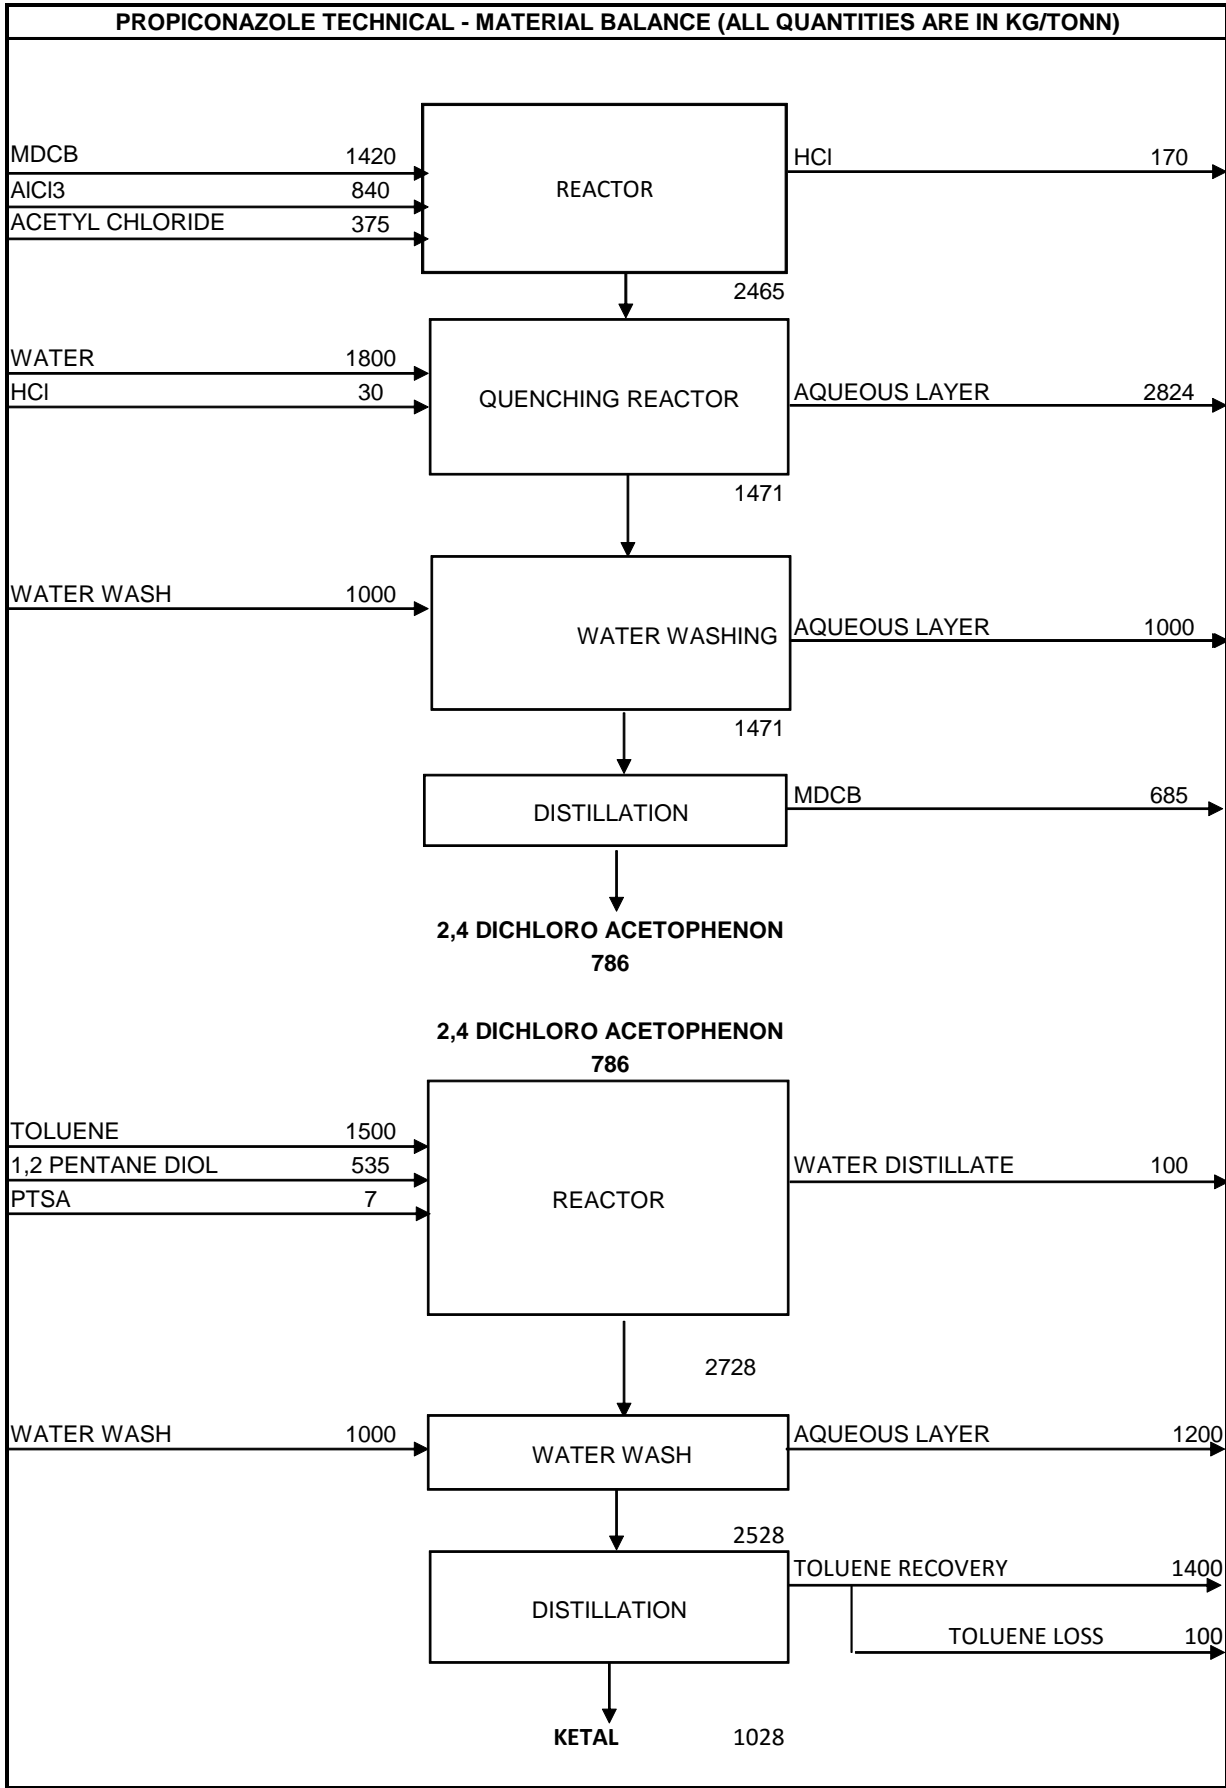 PROPICONAZOLE TECHNICAL - MATERIAL BALANCE (ALL QUANTITIES ARE IN KG/TONN)
MDCB 1420
HCl 170
AlCl3 840
REACTOR
ACETYL CHLORIDE 375
2465
WATER 1800
HCl 30
QUENCHING REACTOR
AQUEOUS LAYER 2824
1471
WATER WASH 1000
WATER WASHING
AQUEOUS LAYER 1000
1471
DISTILLATION
MDCB 685
2,4 DICHLORO ACETOPHENON
786
2,4 DICHLORO ACETOPHENON
786
TOLUENE 1500
1,2 PENTANE DIOL 535
WATER DISTILLATE 100
PTSA 7
REACTOR
2728
WATER WASH 1000
WATER WASH
AQUEOUS LAYER 1200
2528
TOLUENE RECOVERY 1400
DISTILLATION
TOLUENE LOSS 100
KETAL 1028